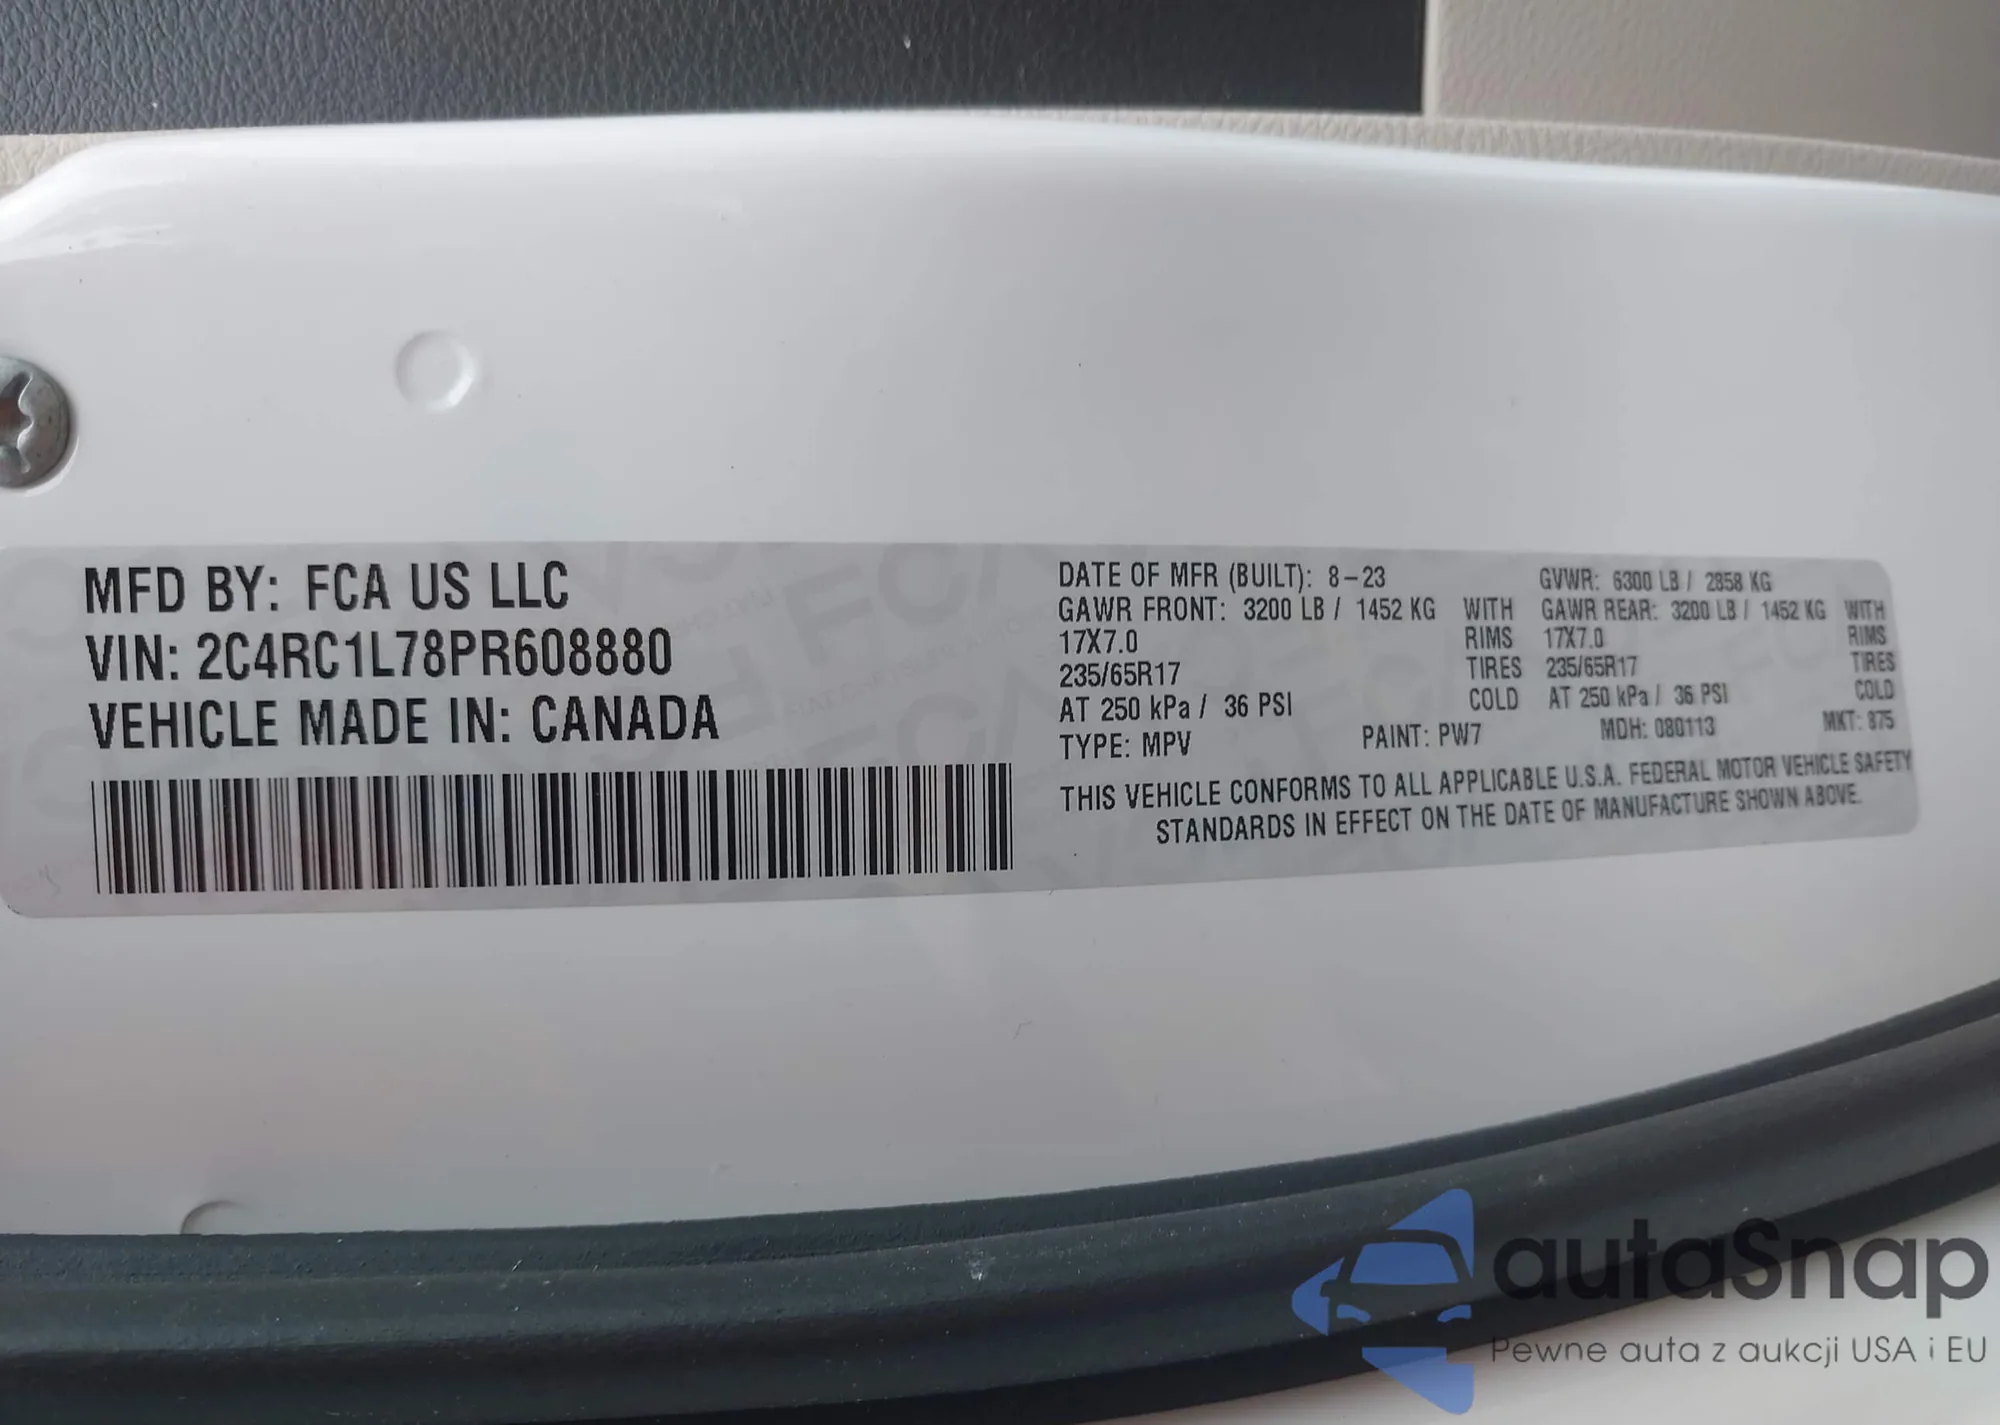 MFD BY: FCA US LLC
VIN: 2C4RC1L78PR608880
VEHICLE MADE IN: CANADA
DATE OF MFR (BUILT): 8-23 GVWR: 6300 LB / 2858 KG
GAWR FRONT: 3200 LB / 1452 KG WITH GAWR REAR: 3200 LB / 1452 KG WITH
17X7.0 RIMS 17X7.0 RIMS
235/65R17 TIRES 235/65R17 TIRES
AT 250 kPa / 36 PSI COLD AT 250 kPa / 36 PSI COLD
TYPE: MPV PAINT: PW7 MDH: 080113 MKT: 875
THIS VEHICLE CONFORMS TO ALL APPLICABLE U.S.A. FEDERAL MOTOR VEHICLE SAFETY
STANDARDS IN EFFECT ON THE DATE OF MANUFACTURE SHOWN ABOVE.
autaSnap
Pewne auta z aukcji USA i EU